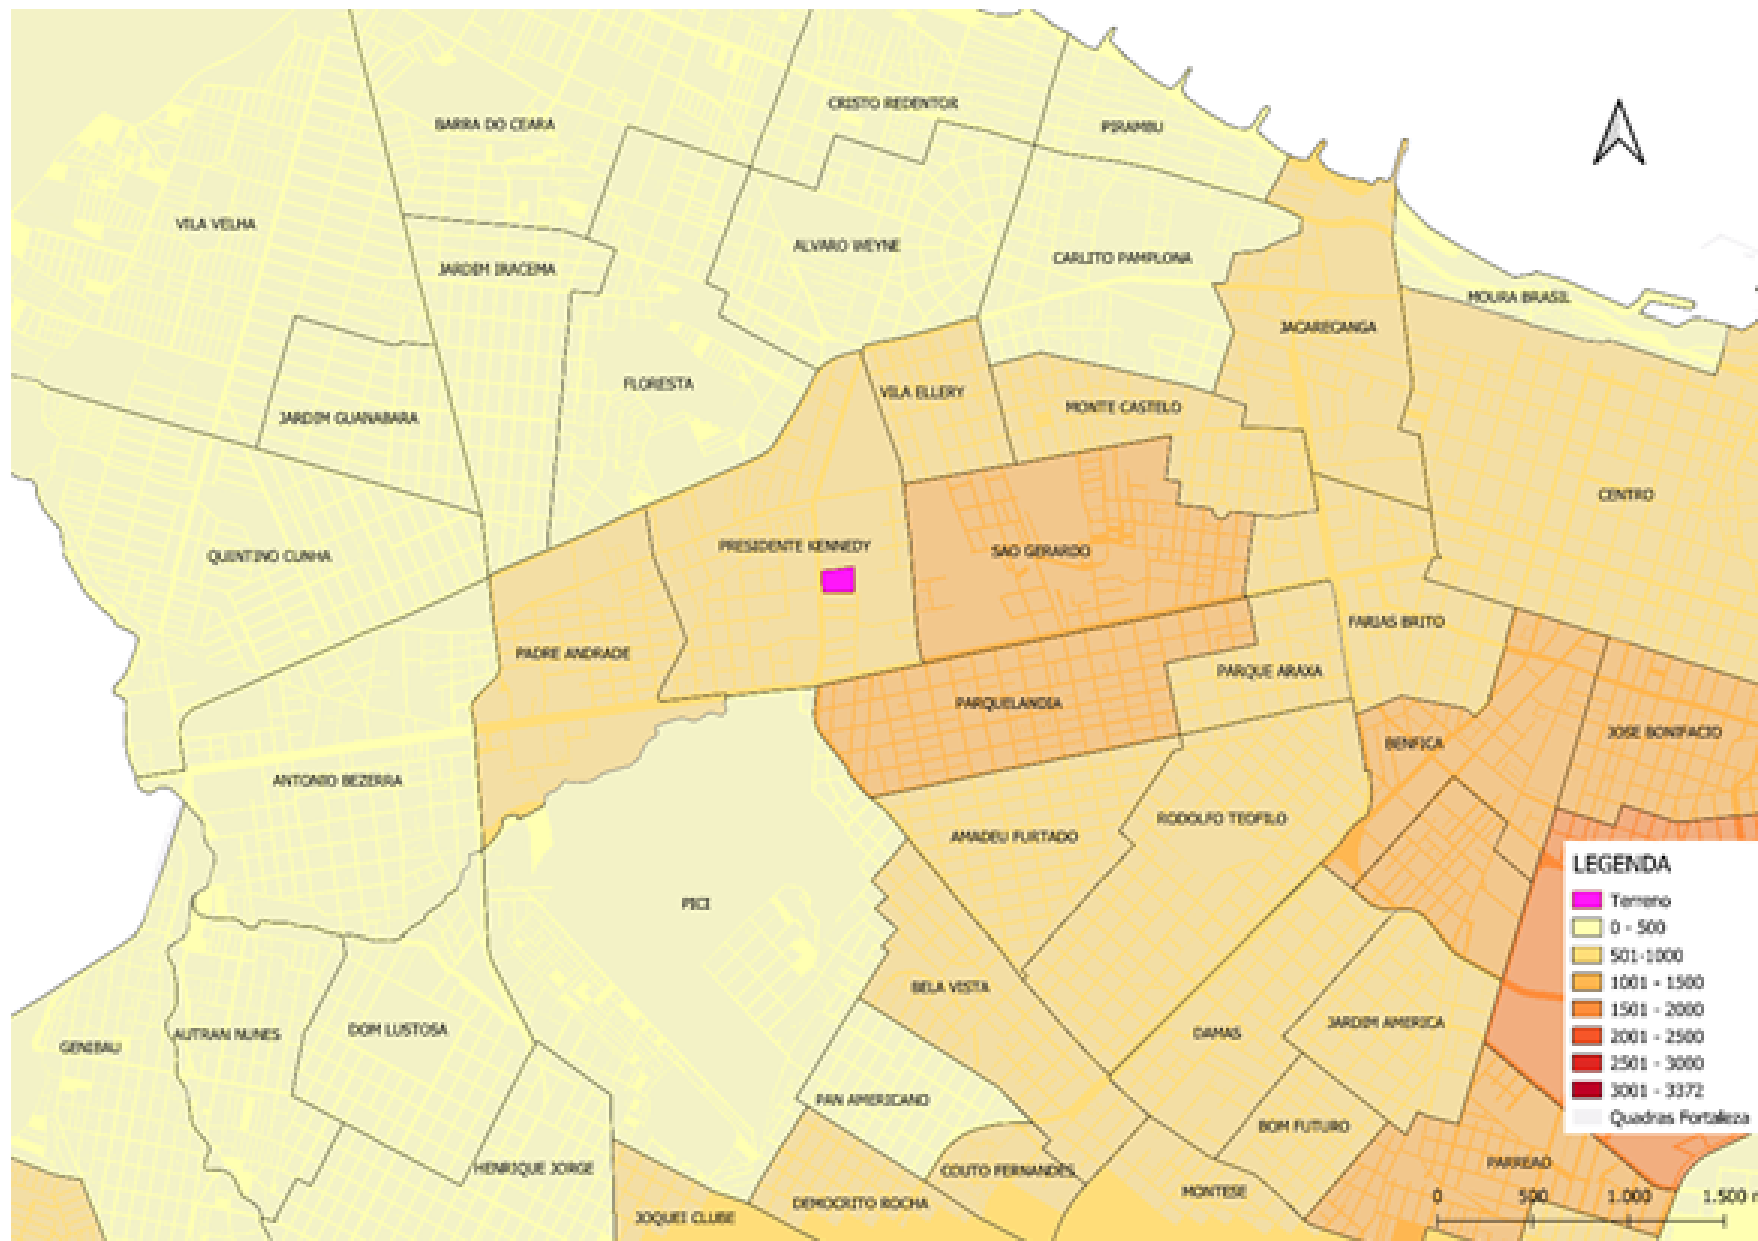 CRISTO REDENTOR
BARRA DO CEARA
PIRAMBU
VILA VELHA
ALVARO WEYNE
CARLITO PAMPLONA
JARDIM IRACEMA
MOURA BRASIL
JACARECANGA
FLORESTA
VILA ELLERY
MONTE CASTELO
JARDIM GUANABARA
CENTRO
QUINTINO CUNHA
PRESIDENTE KENNEDY
SAO GERARDO
FARIAS BRITO
PADRE ANDRADE
PARQUE ARAXA
PARQUELANDIA
JOSE BONIFACIO
BENFICA
ANTONIO BEZERRA
RODOLFO TEOFILO
AMADEU FURTADO
PICI
BELA VISTA
JARDIM AMERICA
DAMAS
AUTRAN NUNES
DOM LUSTOSA
GENIBAU
PAN AMERICANO
BOM FUTURO
HENRIQUE JORGE
COUTO FERNANDES
PARREAO
MONTESE
DEMOCRITO ROCHA
JOQUEI CLUBE
LEGENDA
Terreno
0 - 500
501-1000
1001 - 1500
1501 - 2000
2001 - 2500
2501 - 3000
3001 - 3372
Quadras Fortaleza
0 500 1.000 1.500 m